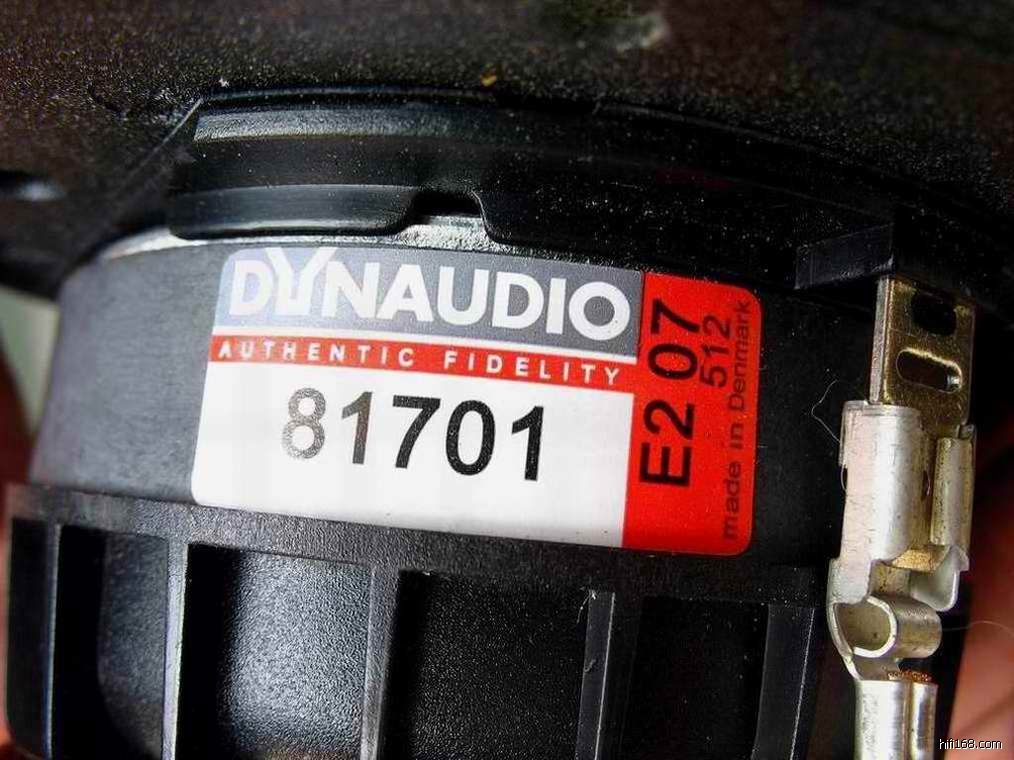 DYNAUDIO
AUTHENTIC FIDELITY
81701
E2 07
512
made in Denmark
hifi168.com